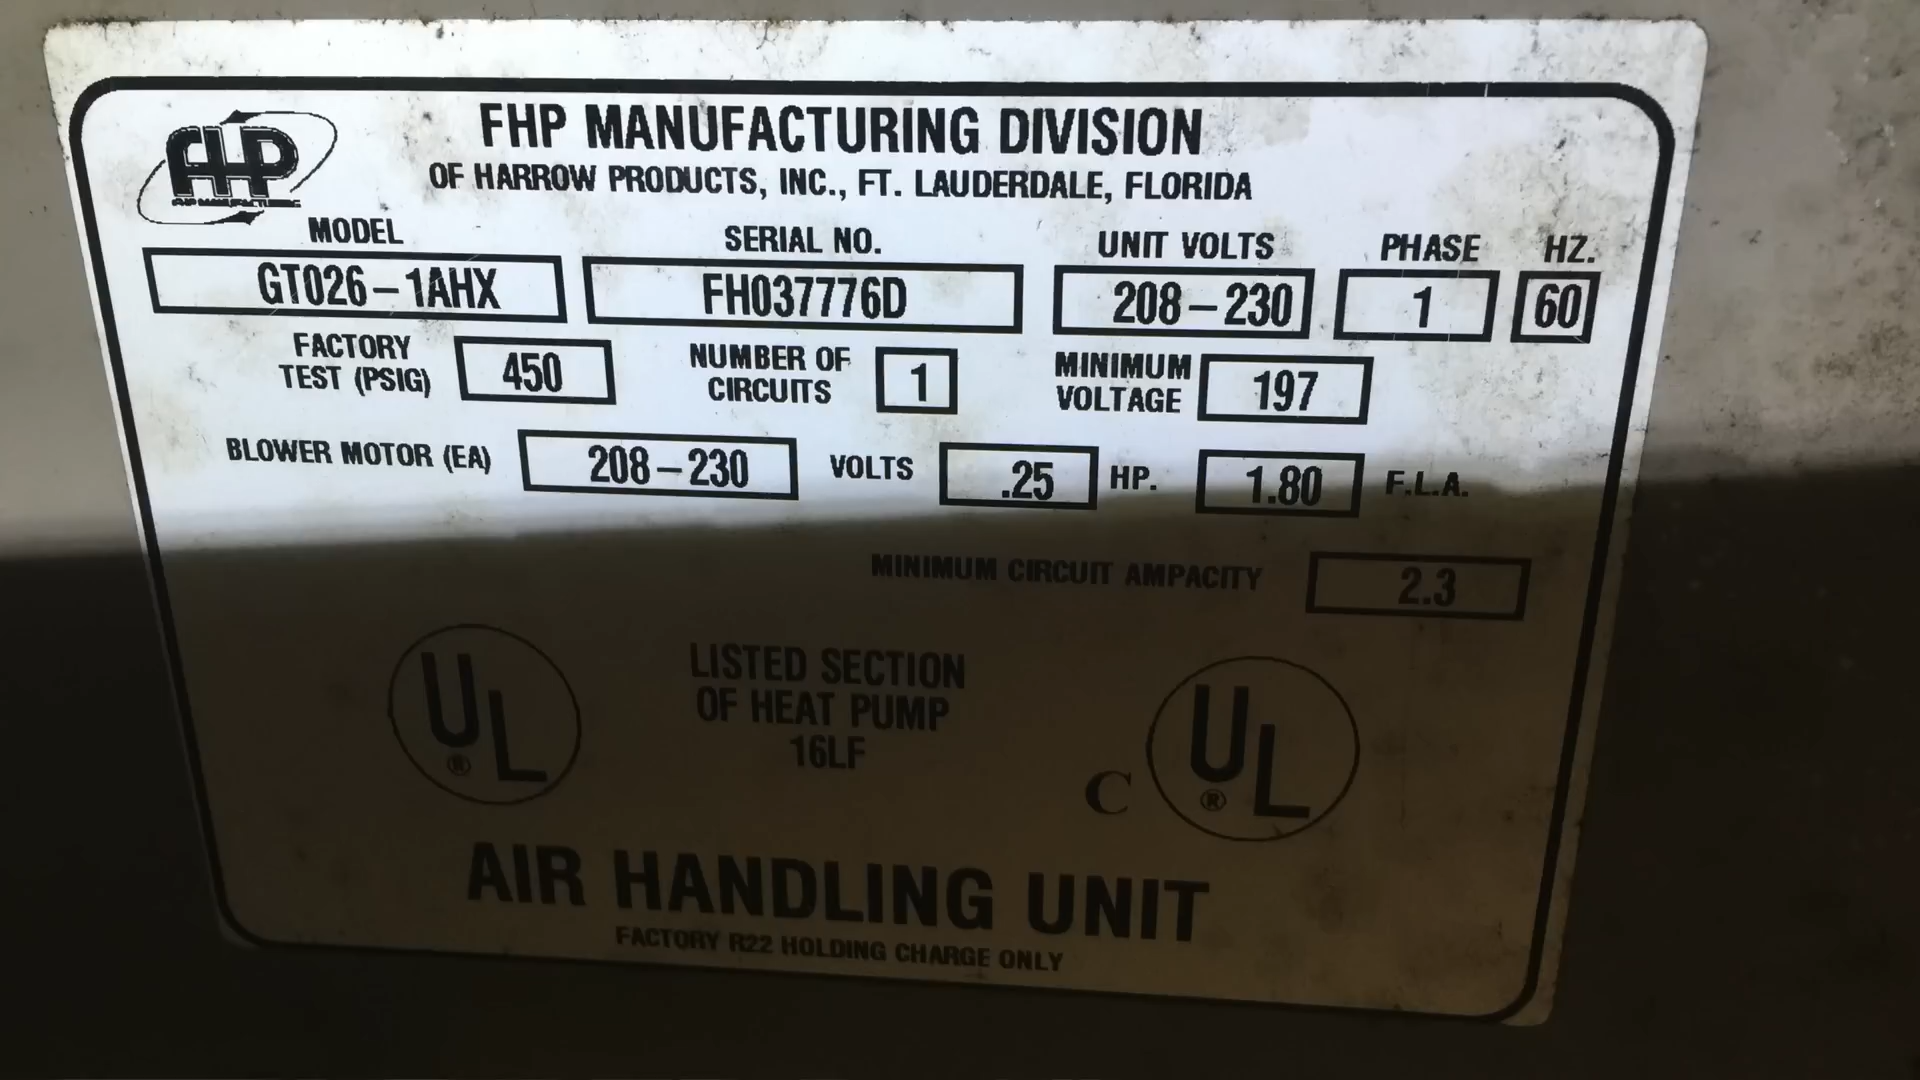 FHP MANUFACTURING DIVISION
OF HARROW PRODUCTS, INC., FT. LAUDERDALE, FLORIDA
FHP
FHP MANUFACTURING
MODEL SERIAL NO. UNIT VOLTS PHASE HZ.
GT026-1AHX FH037776D 208-230 1 60
FACTORY TEST (PSIG) 450 NUMBER OF CIRCUITS 1 MINIMUM VOLTAGE 197
BLOWER MOTOR (EA) 208-230 VOLTS .25 HP. 1.80 F.L.A.
MINIMUM CIRCUIT AMPACITY 2.3
UL ®
LISTED SECTION
OF HEAT PUMP
16LF
C UL ®
AIR HANDLING UNIT
FACTORY R22 HOLDING CHARGE ONLY